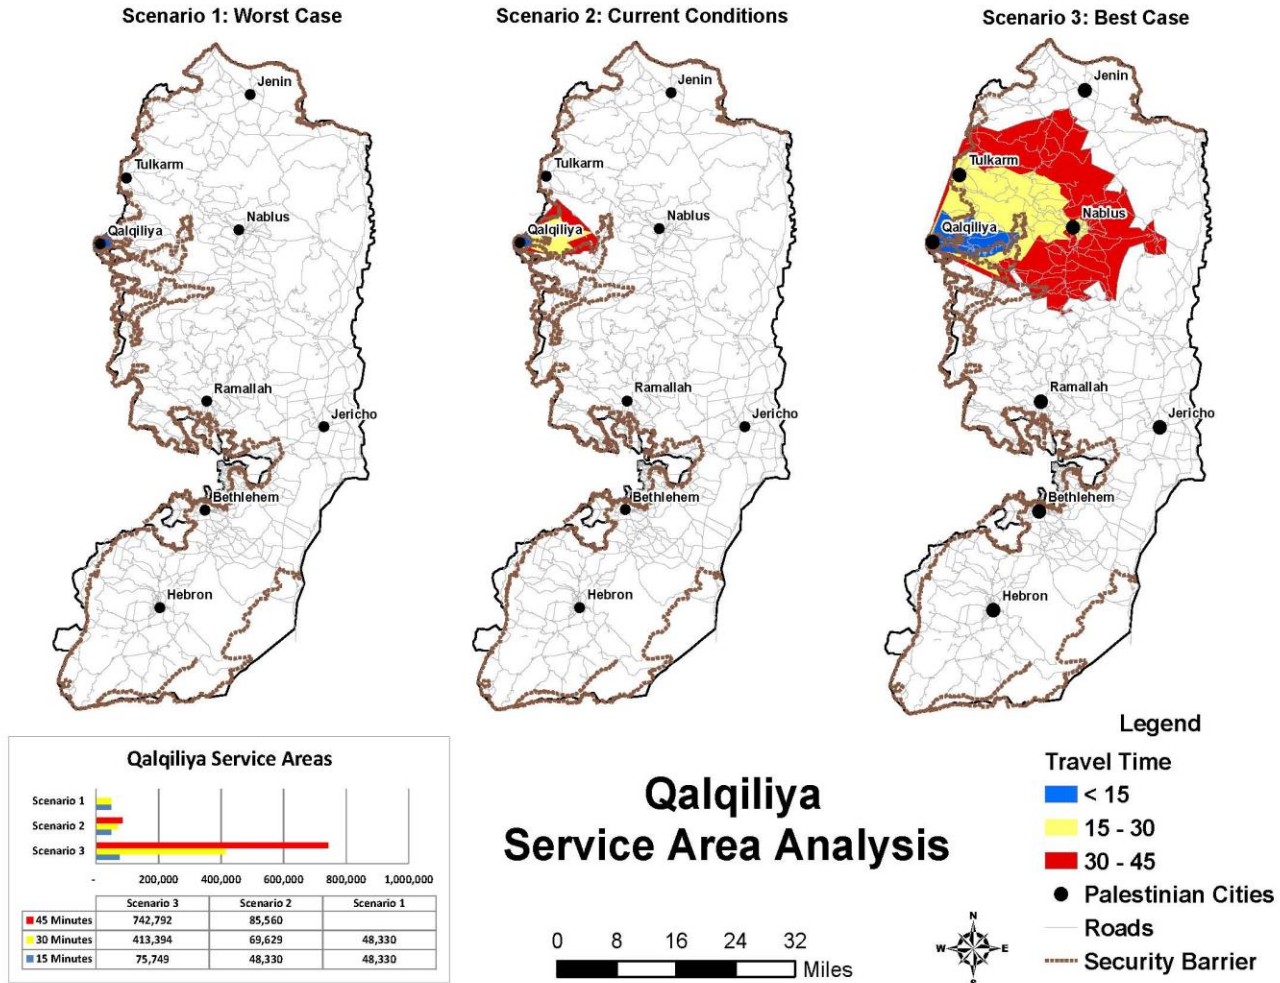 Scenario 1: Worst Case
Scenario 2: Current Conditions
Scenario 3: Best Case
Jenin
Tulkarm
Nablus
Qalqiliya
Ramallah
Jericho
Bethlehem
Hebron
Jenin
Tulkarm
Nablus
Qalqiliya
Ramallah
Jericho
Bethlehem
Hebron
Jenin
Tulkarm
Nablus
Qalqiliya
Ramallah
Jericho
Bethlehem
Hebron
Qalqiliya Service Areas
Scenario 1
Scenario 2
Scenario 3
- 200,000 400,000 600,000 800,000 1,000,000
Scenario 3 Scenario 2 Scenario 1
45 Minutes 742,792 85,560
30 Minutes 413,394 69,629 48,330
15 Minutes 75,749 48,330 48,330
Qalqiliya
Service Area Analysis
0 8 16 24 32
Miles
N
W E
S
Legend
Travel Time
< 15
15 - 30
30 - 45
Palestinian Cities
Roads
Security Barrier